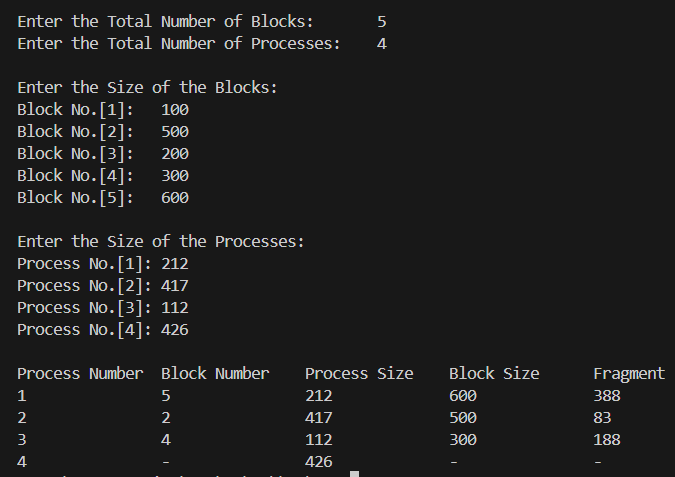 Enter the Total Number of Blocks: 5
Enter the Total Number of Processes: 4
Enter the Size of the Blocks:
Block No.[1]: 100
Block No.[2]: 500
Block No.[3]: 200
Block No.[4]: 300
Block No.[5]: 600
Enter the Size of the Processes:
Process No.[1]: 212
Process No.[2]: 417
Process No.[3]: 112
Process No.[4]: 426
Process Number Block Number Process Size Block Size Fragment
1 5 212 600 388
2 2 417 500 83
3 4 112 300 188
4 - 426 - -